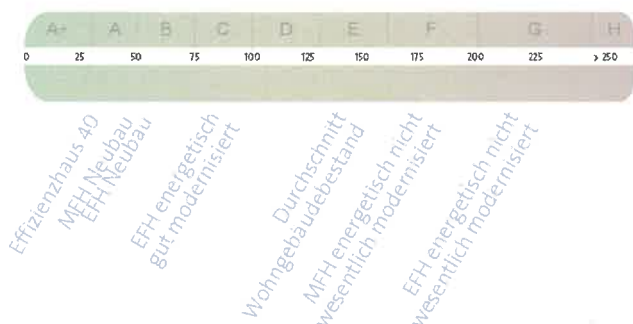 A+ A B C D E F G H
0 25 50 75 100 125 150 175 200 225 > 250
Effizienzhaus 40
MFH Neubau
EFH Neubau
EFH energetisch
gut modernisiert
Durchschnitt
Wohngebäudebestand
MFH energetisch nicht
wesentlich modernisiert
EFH energetisch nicht
wesentlich modernisiert